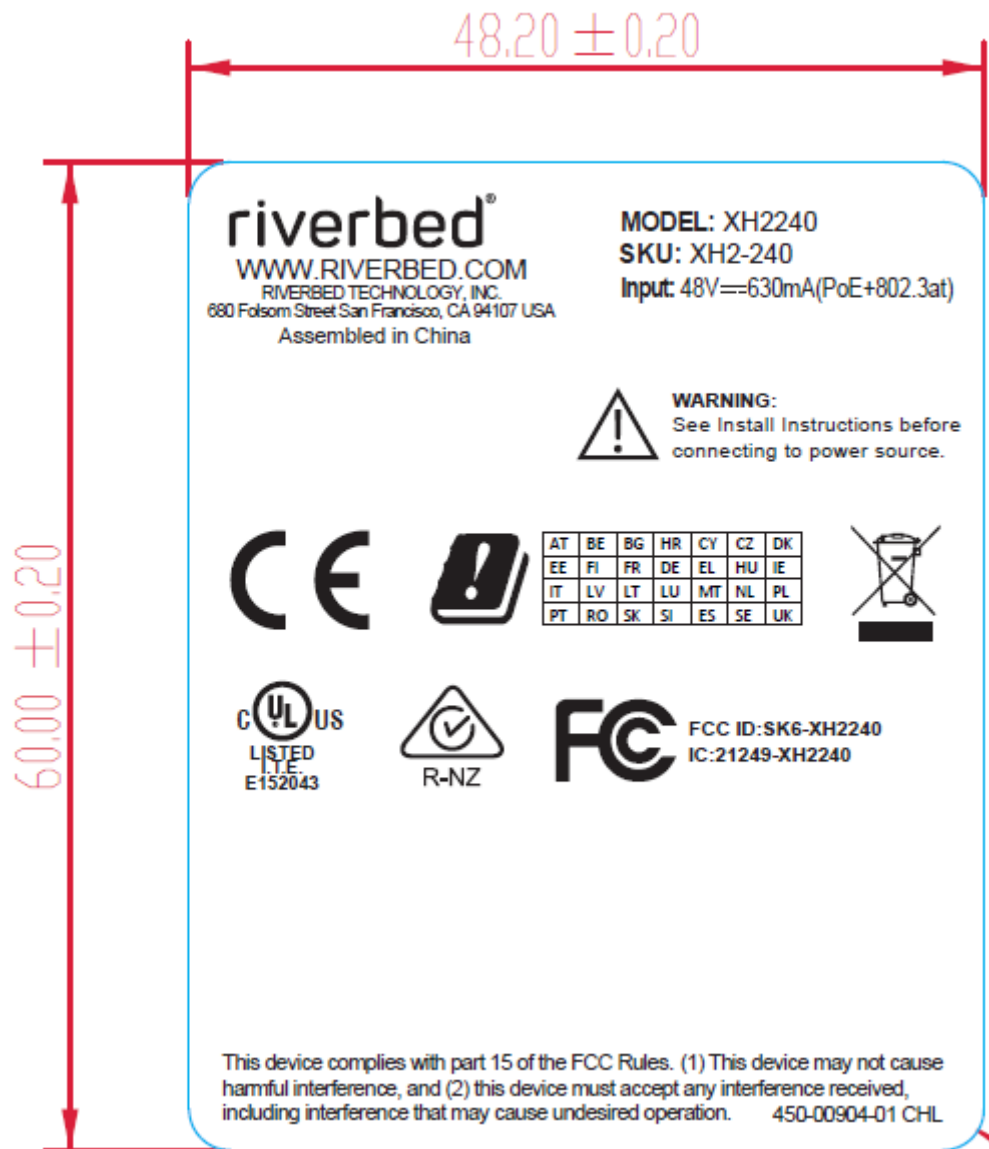 48.20 ±0.20
60.00 ±0.20
riverbed®
WWW.RIVERBED.COM
RIVERBED TECHNOLOGY, INC.
680 Folsom Street San Francisco, CA 94107 USA
Assembled in China
MODEL: XH2240
SKU: XH2-240
Input: 48V⎓630mA(PoE+802.3at)
WARNING:
See Install Instructions before
connecting to power source.
CE
!
AT BE BG HR CY CZ DK
EE FI FR DE EL HU IE
IT LV LT LU MT NL PL
PT RO SK SI ES SE UK
C UL US
LISTED
I.T.E.
E152043
R-NZ
FC
FCC ID:SK6-XH2240
IC:21249-XH2240
This device complies with part 15 of the FCC Rules. (1) This device may not cause
harmful interference, and (2) this device must accept any interference received,
including interference that may cause undesired operation. 450-00904-01 CHL